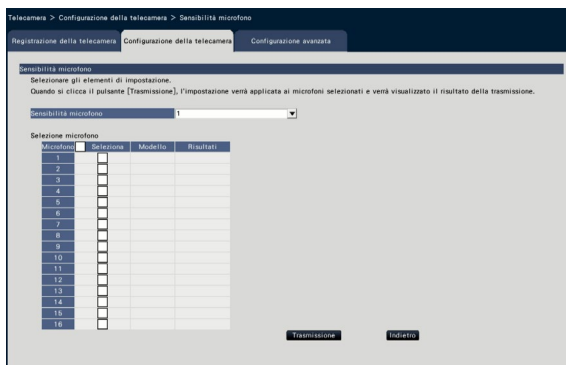 Telecamera > Configurazione della telecamera > Sensibilità microfono
Registrazione della telecamera Configurazione della telecamera Configurazione avanzata
Sensibilità microfono
Selezionare gli elementi di impostazione.
Quando si clicca il pulsante [Trasmissione], l'impostazione verrà applicata ai microfoni selezionati e verrà visualizzato il risultato della trasmissione.
Sensibilità microfono 1
Selezione microfono
Microfono Seleziona Modello Risultati
1
2
3
4
5
6
7
8
9
10
11
12
13
14
15
16
Trasmissione Indietro